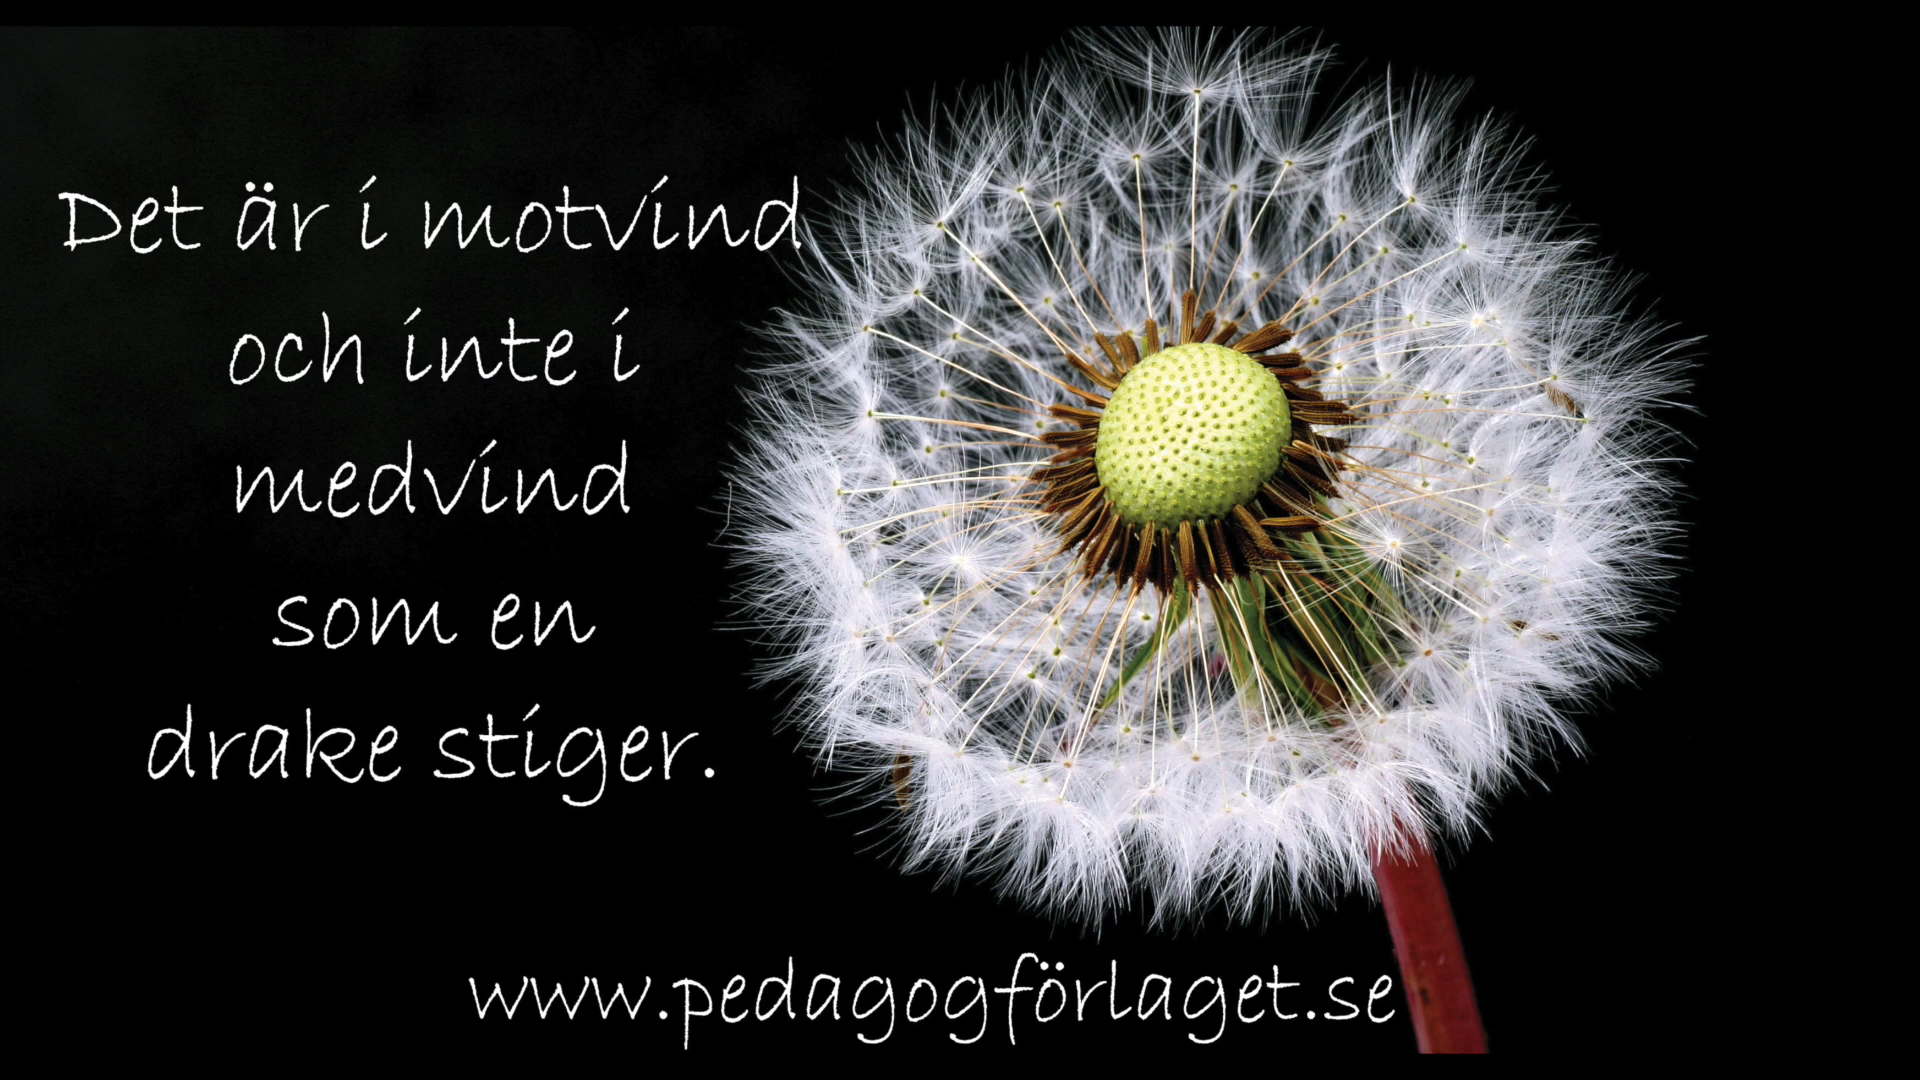 Det är i motvind
och inte i
medvind
som en
drake stiger.
www.pedagogförlaget.se